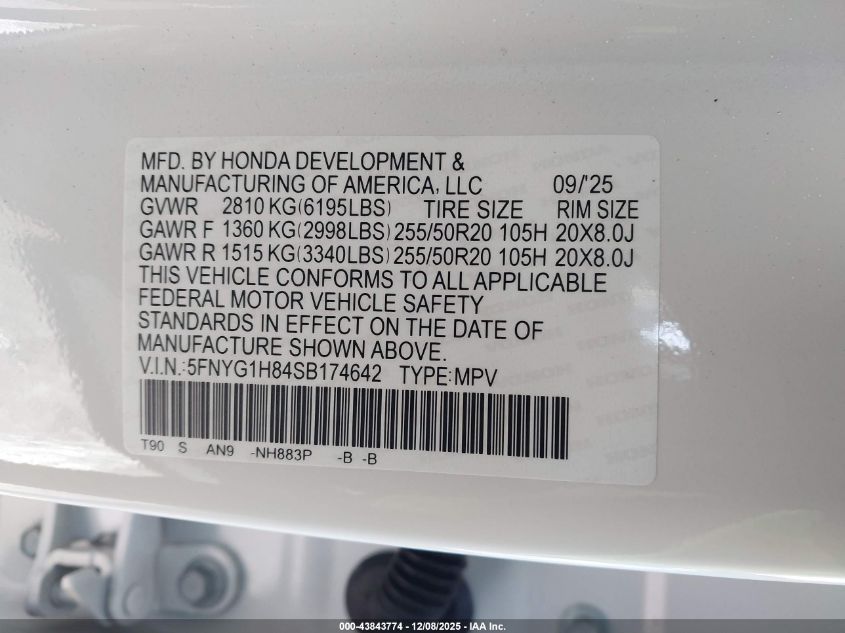 MFD. BY HONDA DEVELOPMENT &
MANUFACTURING OF AMERICA, LLC 09/'25
GVWR 2810 KG(6195LBS) TIRE SIZE RIM SIZE
GAWR F 1360 KG(2998LBS) 255/50R20 105H 20X8.0J
GAWR R 1515 KG(3340LBS) 255/50R20 105H 20X8.0J
THIS VEHICLE CONFORMS TO ALL APPLICABLE
FEDERAL MOTOR VEHICLE SAFETY
STANDARDS IN EFFECT ON THE DATE OF
MANUFACTURE SHOWN ABOVE.
V.I.N.:5FNYG1H84SB174642 TYPE:MPV
T90 S AN9 -NH883P -B -B
000-43843774 - 12/08/2025 - IAA Inc.